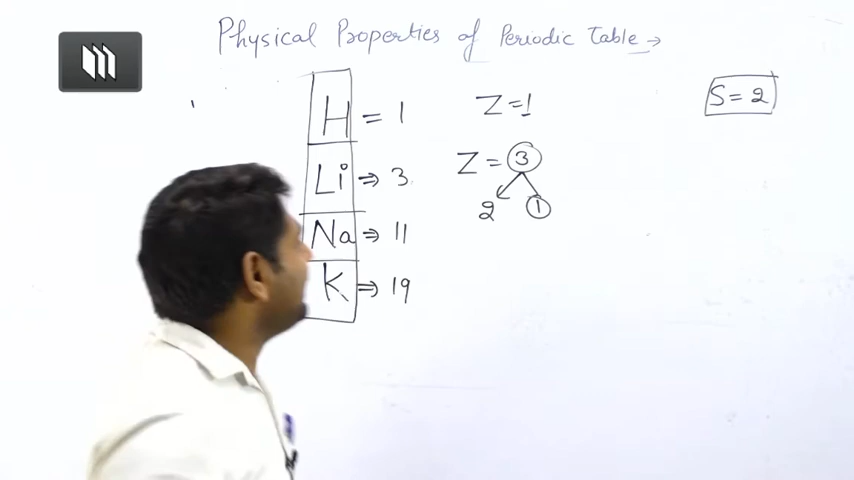 Physical Properties of Periodic Table →
H = 1 Z = 1 S = 2
Li ⇒ 3 Z = 3
2 1
Na ⇒ 11
K ⇒ 19